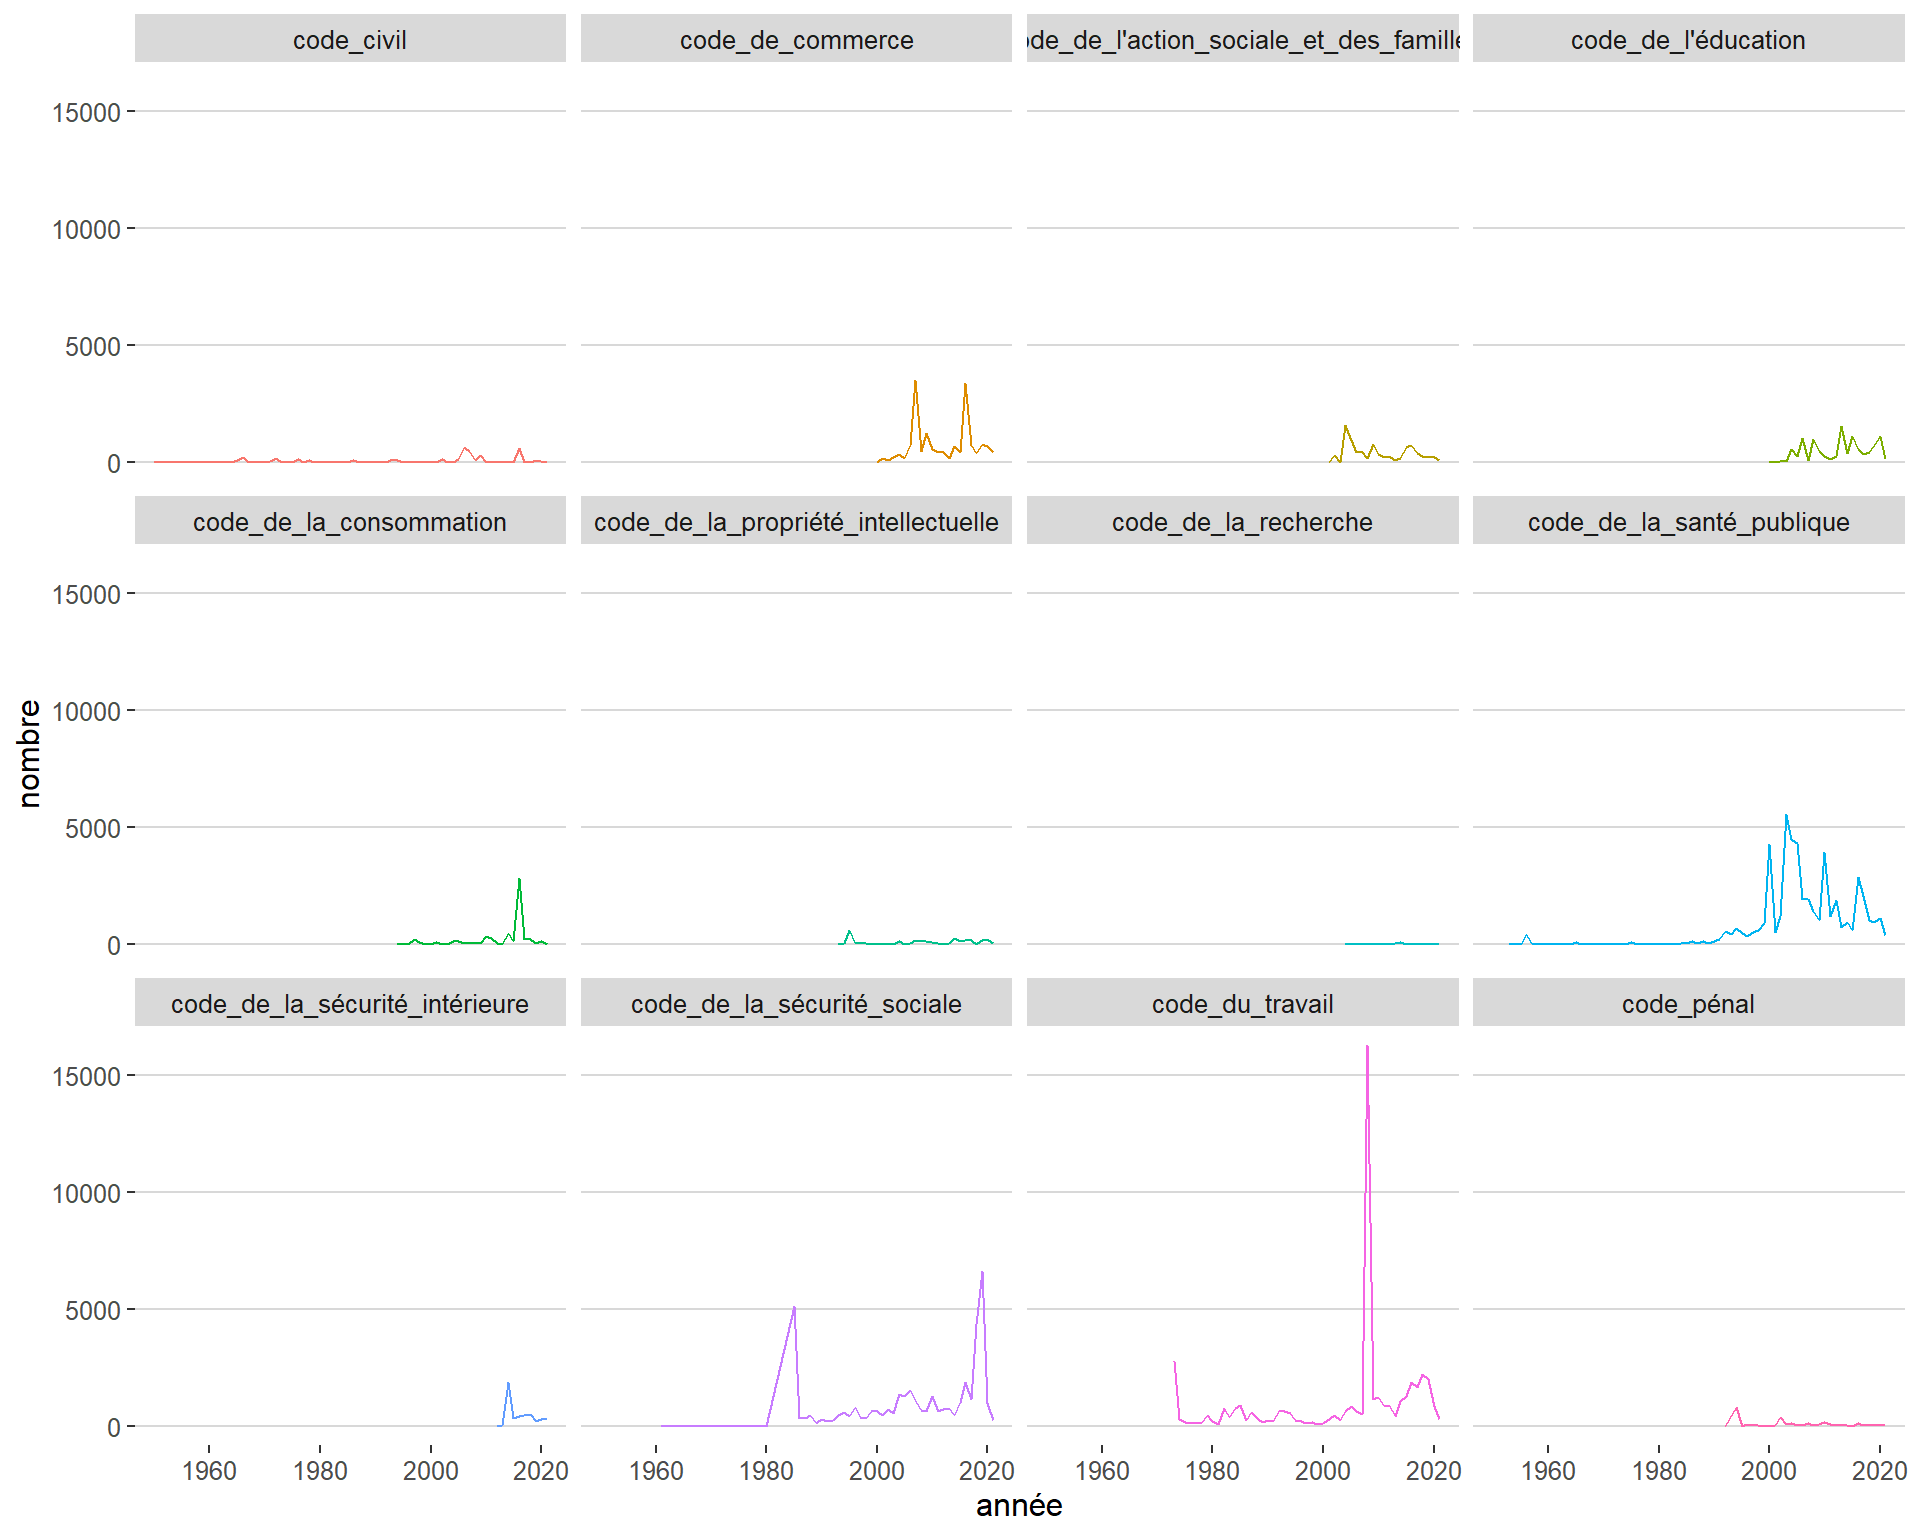 code_civil
code_de_commerce
ode_de_l'action_sociale_et_des_famille
code_de_l'éducation
15000
10000
5000
0
code_de_la_consommation
code_de_la_propriété_intellectuelle
code_de_la_recherche
code_de_la_santé_publique
15000
10000
5000
0
nombre
code_de_la_sécurité_intérieure
code_de_la_sécurité_sociale
code_du_travail
code_pénal
15000
10000
5000
0
1960 1980 2000 2020
1960 1980 2000 2020
1960 1980 2000 2020
1960 1980 2000 2020
année